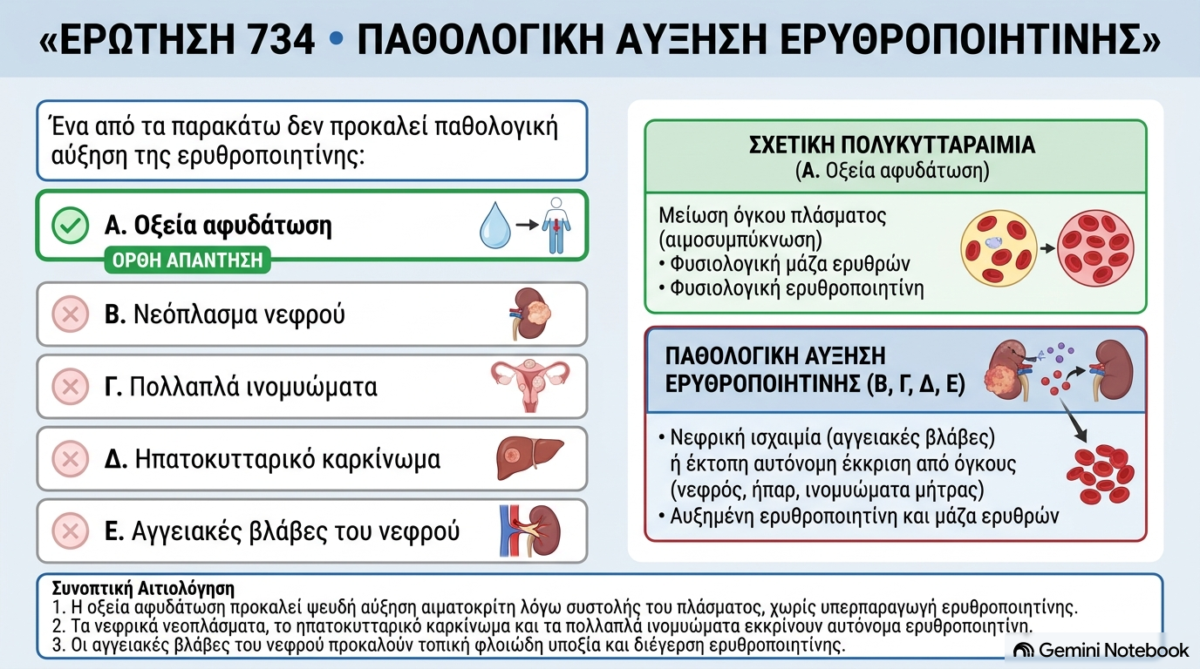 «ΕΡΩΤΗΣΗ 734 • ΠΑΘΟΛΟΓΙΚΗ ΑΥΞΗΣΗ ΕΡΥΘΡΟΠΟΙΗΤΙΝΗΣ»
Ένα από τα παρακάτω δεν προκαλεί παθολογική
αύξηση της ερυθροποιητίνης:
Α. Οξεία αφυδάτωση
ΟΡΘΗ ΑΠΑΝΤΗΣΗ
Β. Νεόπλασμα νεφρού
Γ. Πολλαπλά ινομυώματα
Δ. Ηπατοκυτταρικό καρκίνωμα
Ε. Αγγειακές βλάβες του νεφρού
ΣΧΕΤΙΚΗ ΠΟΛΥΚΥΤΤΑΡΑΙΜΙΑ
(Α. Οξεία αφυδάτωση)
Μείωση όγκου πλάσματος
(αιμοσυμπύκνωση)
• Φυσιολογική μάζα ερυθρών
• Φυσιολογική ερυθροποιητίνη
ΠΑΘΟΛΟΓΙΚΗ ΑΥΞΗΣΗ
ΕΡΥΘΡΟΠΟΙΗΤΙΝΗΣ (Β, Γ, Δ, Ε)
• Νεφρική ισχαιμία (αγγειακές βλάβες)
ή έκτοπη αυτόνομη έκκριση από όγκους
(νεφρός, ήπαρ, ινομυώματα μήτρας)
• Αυξημένη ερυθροποιητίνη και μάζα ερυθρών
Συνοπτική Αιτιολόγηση
1. Η οξεία αφυδάτωση προκαλεί ψευδή αύξηση αιματοκρίτη λόγω συστολής του πλάσματος, χωρίς υπερπαραγωγή ερυθροποιητίνης.
2. Τα νεφρικά νεοπλάσματα, το ηπατοκυτταρικό καρκίνωμα και τα πολλαπλά ινομυώματα εκκρίνουν αυτόνομα ερυθροποιητίνη.
3. Οι αγγειακές βλάβες του νεφρού προκαλούν τοπική φλοιώδη υποξία και διέγερση ερυθροποιητίνης.
Gemini Notebook